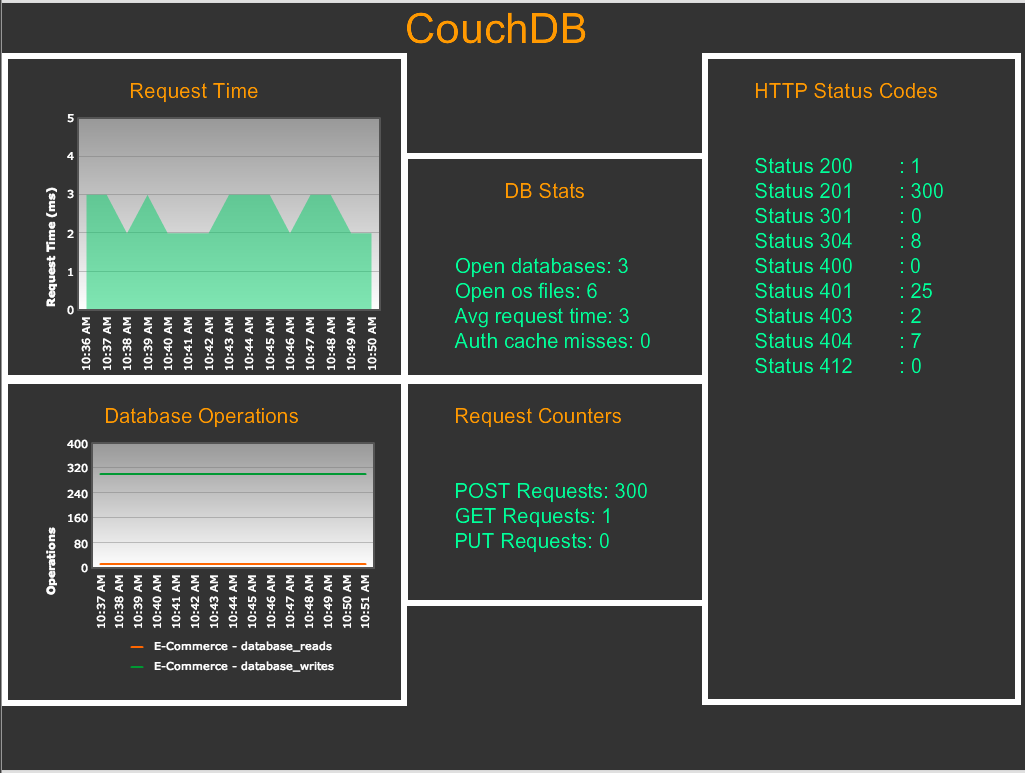 CouchDB
Request Time
5
4
3
2
1
0
Request Time (ms)
10:36 AM
10:37 AM
10:38 AM
10:39 AM
10:40 AM
10:41 AM
10:42 AM
10:43 AM
10:44 AM
10:45 AM
10:46 AM
10:47 AM
10:48 AM
10:49 AM
10:50 AM
Database Operations
400
320
240
160
80
0
Operations
10:37 AM
10:38 AM
10:39 AM
10:40 AM
10:41 AM
10:42 AM
10:43 AM
10:44 AM
10:45 AM
10:46 AM
10:47 AM
10:48 AM
10:49 AM
10:50 AM
10:51 AM
E-Commerce - database_reads
E-Commerce - database_writes
DB Stats
Open databases: 3
Open os files: 6
Avg request time: 3
Auth cache misses: 0
Request Counters
POST Requests: 300
GET Requests: 1
PUT Requests: 0
HTTP Status Codes
Status 200 : 1
Status 201 : 300
Status 301 : 0
Status 304 : 8
Status 400 : 0
Status 401 : 25
Status 403 : 2
Status 404 : 7
Status 412 : 0